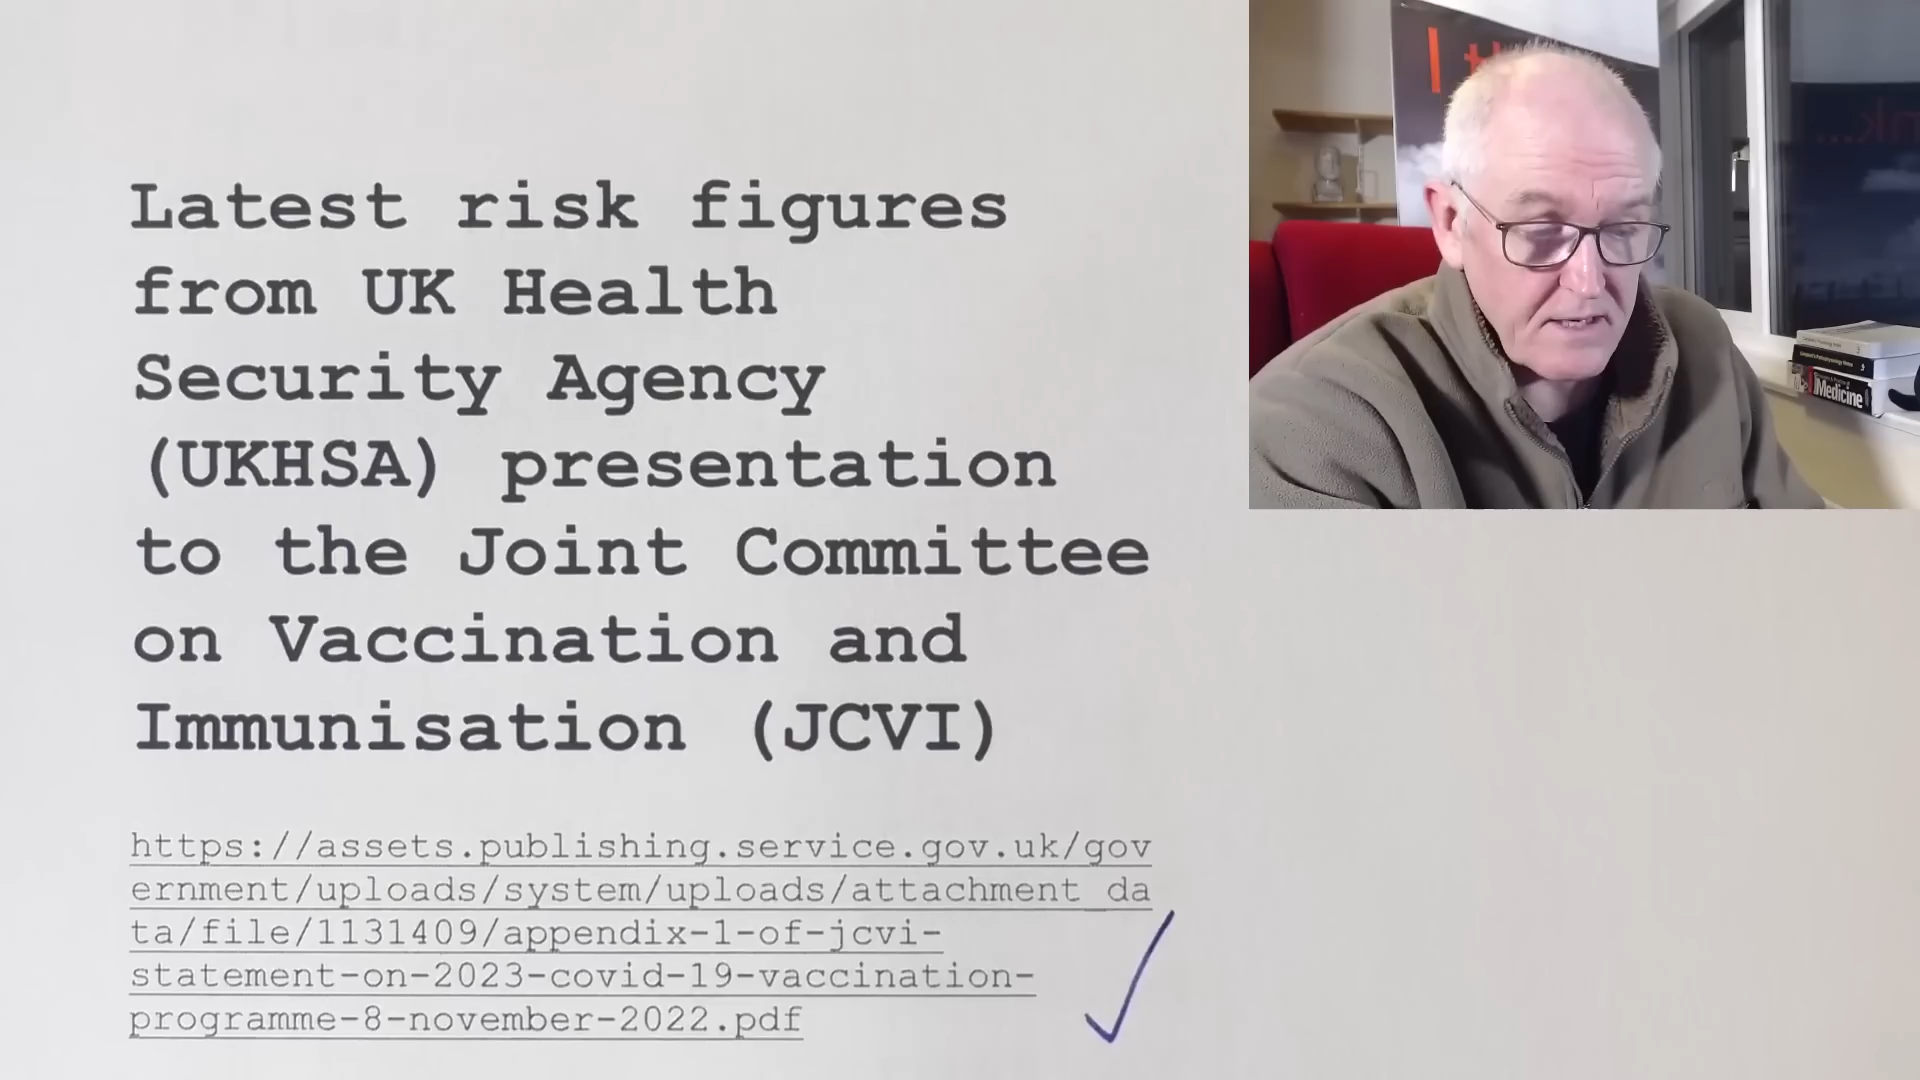 Latest risk figures
from UK Health
Security Agency
(UKHSA) presentation
to the Joint Committee
on Vaccination and
Immunisation (JCVI)
https://assets.publishing.service.gov.uk/gov
ernment/uploads/system/uploads/attachment_da
ta/file/1131409/appendix-1-of-jcvi-
statement-on-2023-covid-19-vaccination-
programme-8-november-2022.pdf
Medicine